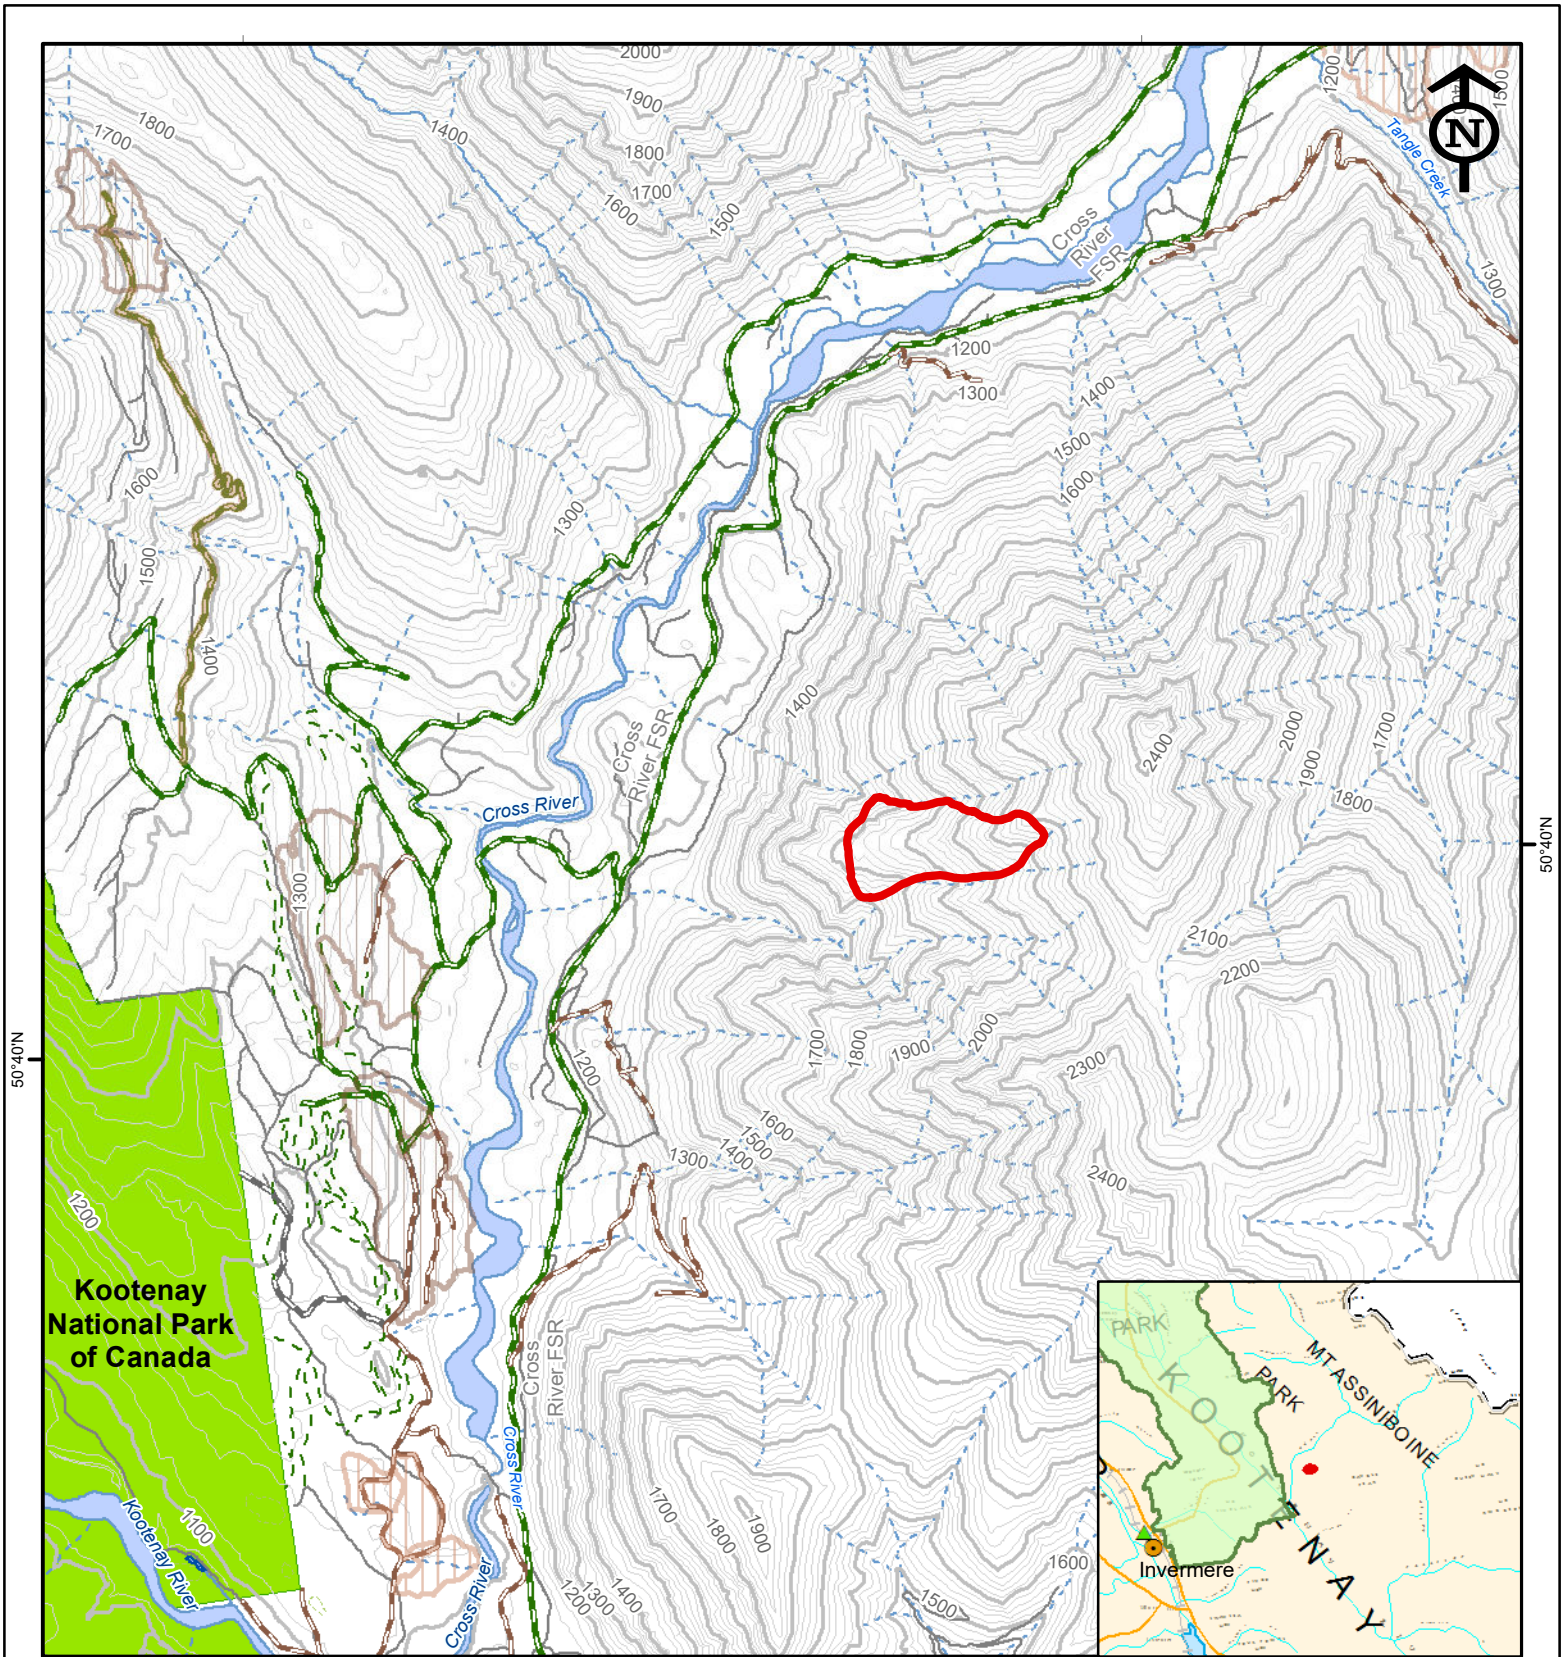 2000
1900
1800
1700
1600
1500
1400
1800
1700
1200
1500
N
Tangle Creek
1300
Cross
River
FSR
1200
1300
1400
1500
1600
1600
1500
1400
1300
1400
Cross
River FSR
Cross River
2400
2000
1900
1700
1800
50°40'N
1300
2100
2200
50°40'N
1700
1800
1900
2000
2300
1200
1600
1500
1400
1300
2400
1200
Kootenay
National Park
of Canada
Cross
River FSR
Cross River
Kootenay River
1100
Cross River
1700
1800
1900
1200
1300
1400
1500
1600
PARK
KOOTENAY
PARK
MT ASSINIBOINE
Invermere